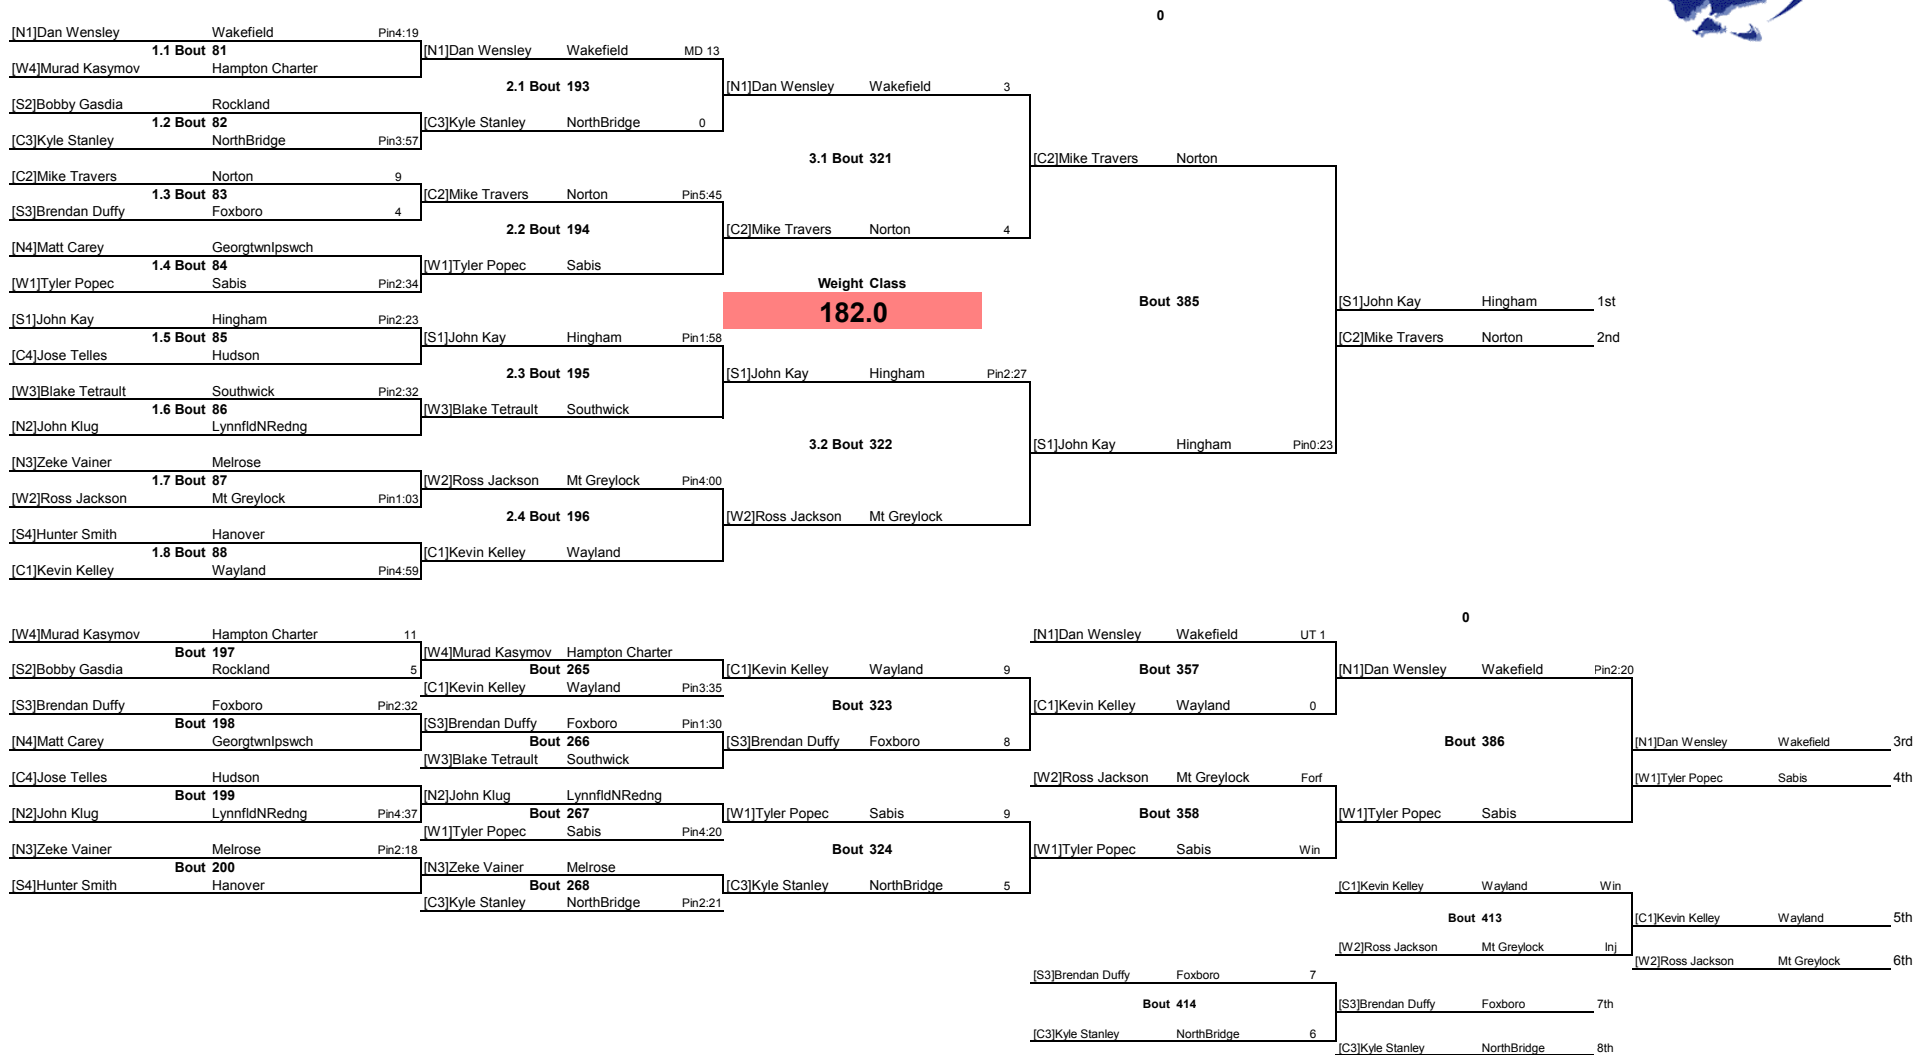 0
[N1]Dan Wensley Wakefield Pin4:19
1.1 Bout 81
[W4]Murad Kasymov Hampton Charter
[N1]Dan Wensley Wakefield MD 13
2.1 Bout 193
[S2]Bobby Gasdia Rockland
1.2 Bout 82
[C3]Kyle Stanley NorthBridge Pin3:57
[C3]Kyle Stanley NorthBridge 0
[N1]Dan Wensley Wakefield 3
3.1 Bout 321
[C2]Mike Travers Norton 9
1.3 Bout 83
[S3]Brendan Duffy Foxboro 4
[C2]Mike Travers Norton Pin5:45
2.2 Bout 194
[C2]Mike Travers Norton 4
[N4]Matt Carey GeorgtwnIpswch
1.4 Bout 84
[W1]Tyler Popec Sabis Pin2:34
[W1]Tyler Popec Sabis
[C2]Mike Travers Norton
Weight Class
182.0
Bout 385
[S1]John Kay Hingham 1st
[C2]Mike Travers Norton 2nd
[S1]John Kay Hingham Pin2:23
1.5 Bout 85
[C4]Jose Telles Hudson
[S1]John Kay Hingham Pin1:58
2.3 Bout 195
[S1]John Kay Hingham Pin2:27
[W3]Blake Tetrault Southwick Pin2:32
1.6 Bout 86
[N2]John Klug LynnfldNRedng
[W3]Blake Tetrault Southwick
3.2 Bout 322
[S1]John Kay Hingham Pin0:23
[N3]Zeke Vainer Melrose
1.7 Bout 87
[W2]Ross Jackson Mt Greylock Pin1:03
[W2]Ross Jackson Mt Greylock Pin4:00
2.4 Bout 196
[W2]Ross Jackson Mt Greylock
[S4]Hunter Smith Hanover
1.8 Bout 88
[C1]Kevin Kelley Wayland Pin4:59
[C1]Kevin Kelley Wayland
0
[W4]Murad Kasymov Hampton Charter 11
Bout 197
[S2]Bobby Gasdia Rockland 5
[W4]Murad Kasymov Hampton Charter
Bout 265
[C1]Kevin Kelley Wayland Pin3:35
[C1]Kevin Kelley Wayland 9
Bout 323
[S3]Brendan Duffy Foxboro Pin2:32
Bout 198
[N4]Matt Carey GeorgtwnIpswch
[S3]Brendan Duffy Foxboro Pin1:30
Bout 266
[W3]Blake Tetrault Southwick
[S3]Brendan Duffy Foxboro 8
[N1]Dan Wensley Wakefield UT 1
Bout 357
[C1]Kevin Kelley Wayland 0
[N1]Dan Wensley Wakefield Pin2:20
Bout 386
[N1]Dan Wensley Wakefield 3rd
[W1]Tyler Popec Sabis 4th
[C4]Jose Telles Hudson
Bout 199
[N2]John Klug LynnfldNRedng Pin4:37
[N2]John Klug LynnfldNRedng
Bout 267
[W1]Tyler Popec Sabis Pin4:20
[W1]Tyler Popec Sabis 9
Bout 324
[N3]Zeke Vainer Melrose Pin2:18
Bout 200
[S4]Hunter Smith Hanover
[N3]Zeke Vainer Melrose
Bout 268
[C3]Kyle Stanley NorthBridge Pin2:21
[C3]Kyle Stanley NorthBridge 5
[W2]Ross Jackson Mt Greylock Forf
Bout 358
[W1]Tyler Popec Sabis Win
[W1]Tyler Popec Sabis
[C1]Kevin Kelley Wayland Win
Bout 413
[W2]Ross Jackson Mt Greylock Inj
[C1]Kevin Kelley Wayland 5th
[W2]Ross Jackson Mt Greylock 6th
[S3]Brendan Duffy Foxboro 7
Bout 414
[C3]Kyle Stanley NorthBridge 6
[S3]Brendan Duffy Foxboro 7th
[C3]Kyle Stanley NorthBridge 8th